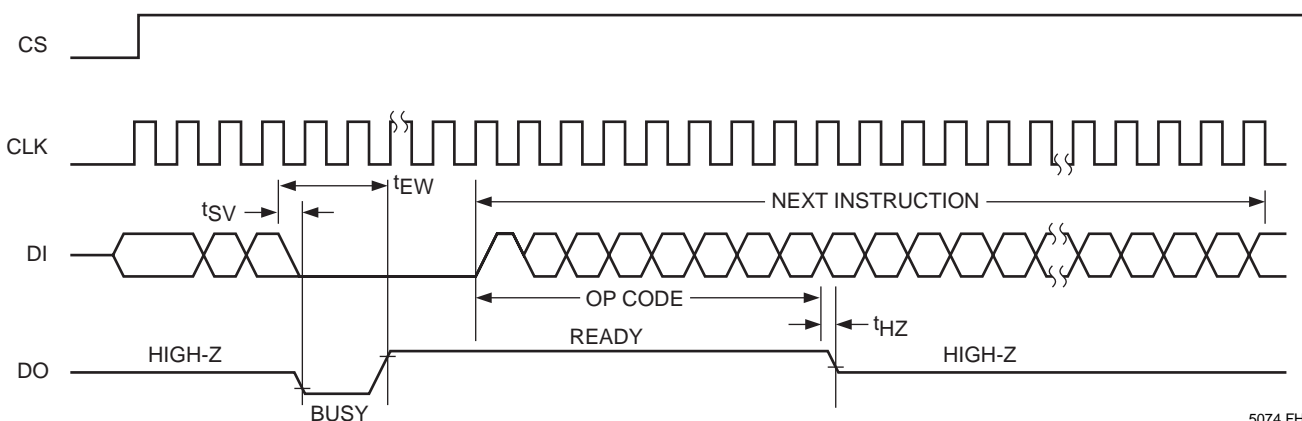 CS
CLK
tEW
tSV
NEXT INSTRUCTION
DI
OP CODE
tHZ
READY
HIGH-Z
HIGH-Z
DO
BUSY